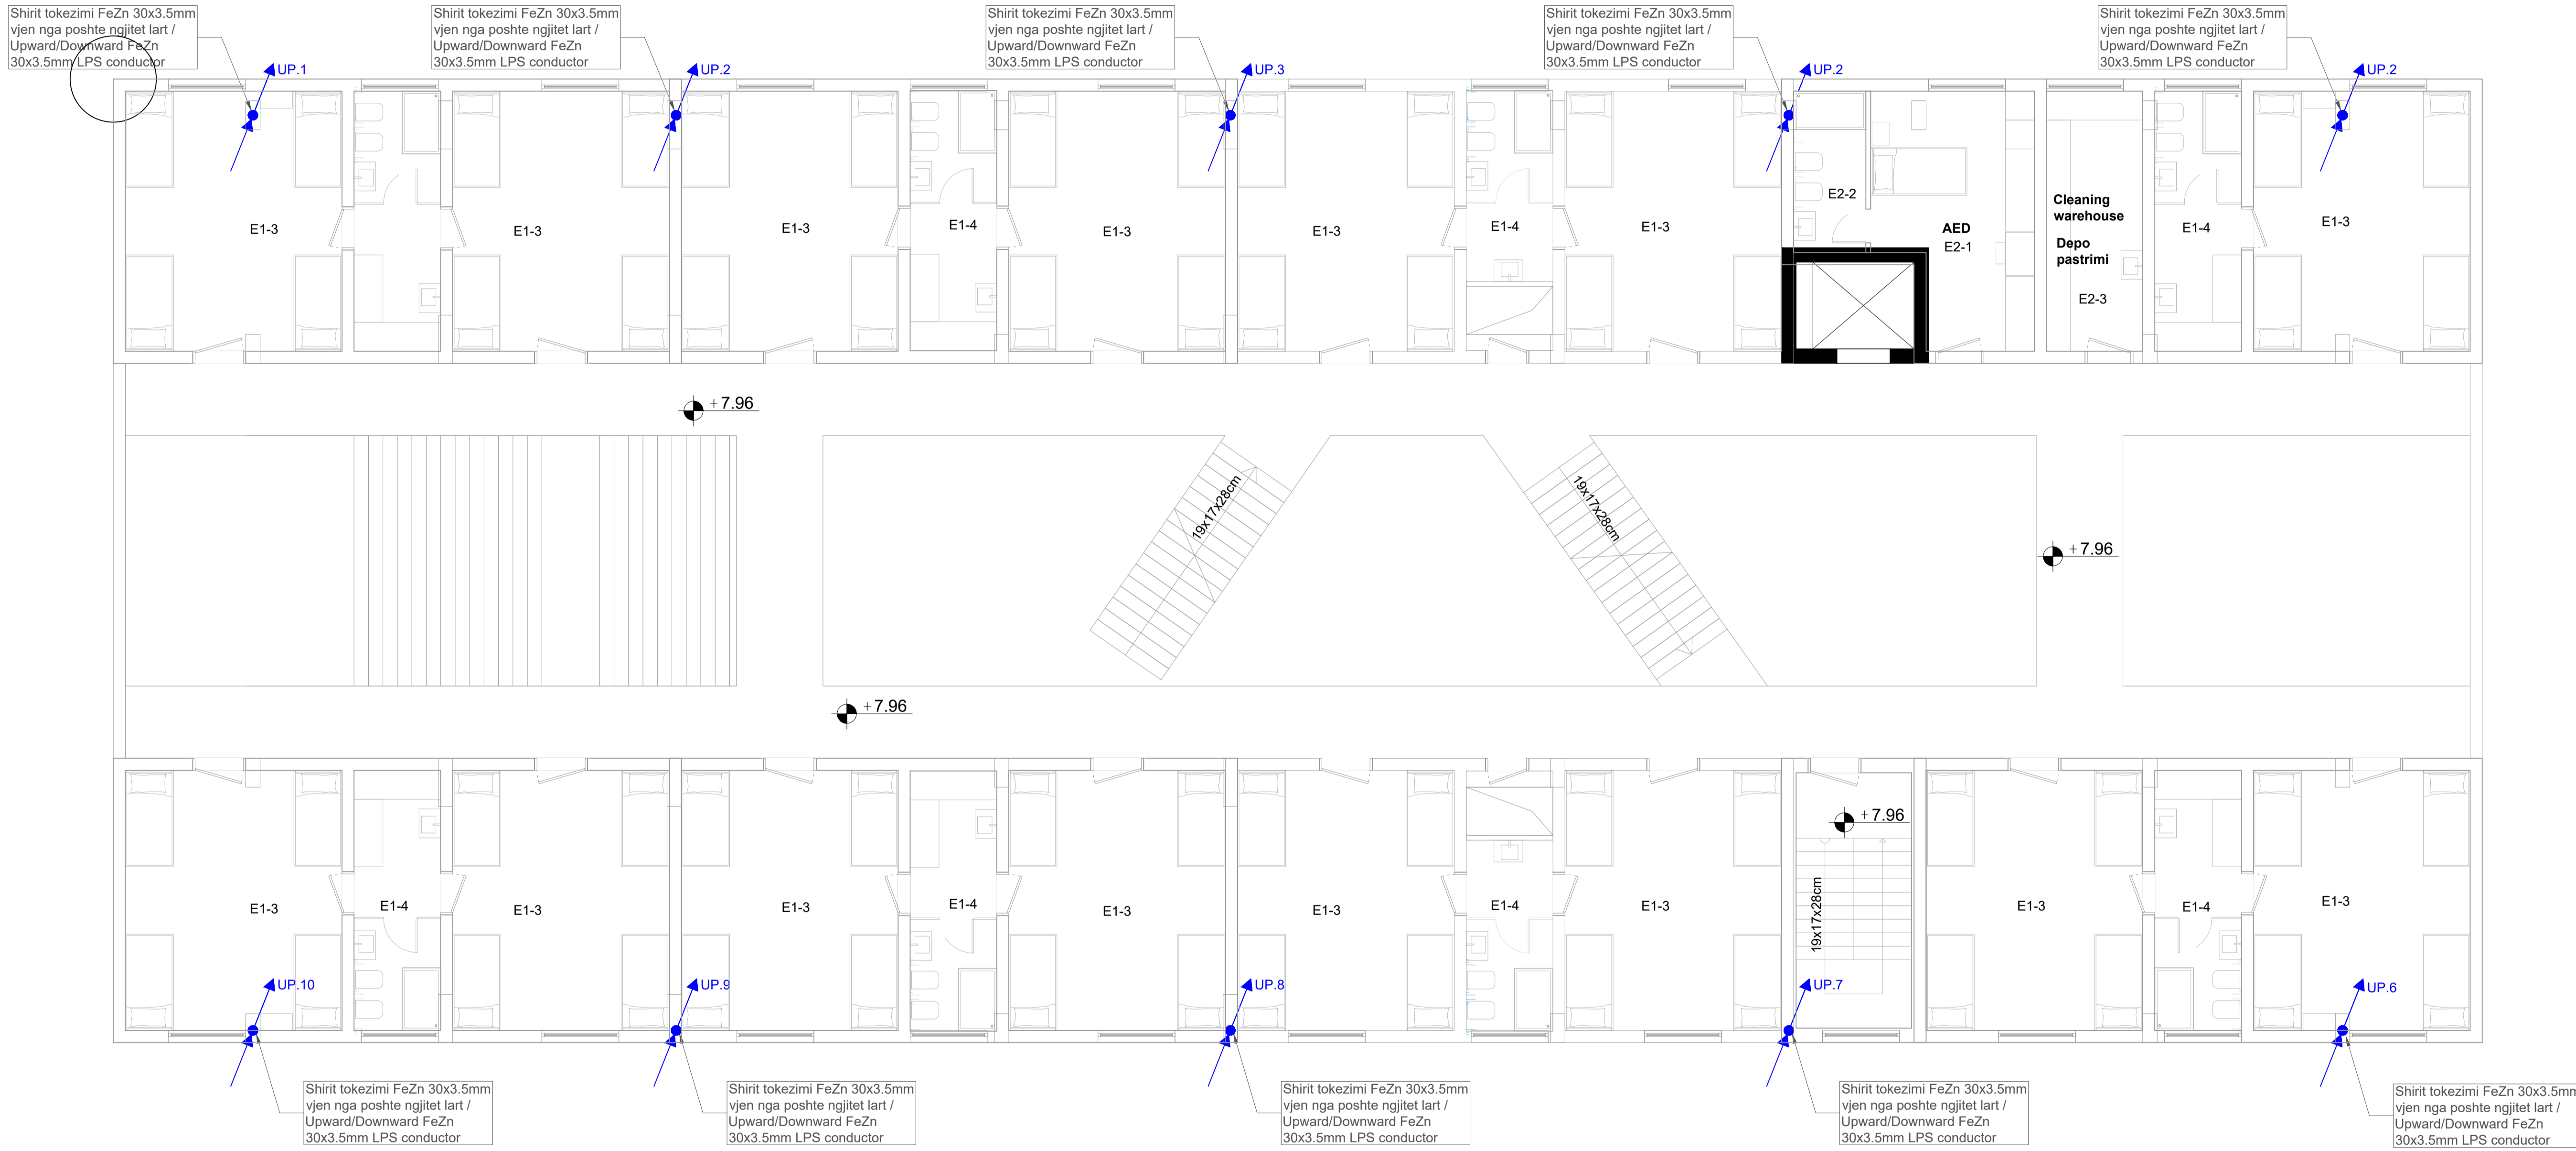 Shirit tokezimi FeZn 30x3.5mm
vjen nga poshte ngjitet lart /
Upward/Downward FeZn
30x3.5mm LPS conductor
Shirit tokezimi FeZn 30x3.5mm
vjen nga poshte ngjitet lart /
Upward/Downward FeZn
30x3.5mm LPS conductor
Shirit tokezimi FeZn 30x3.5mm
vjen nga poshte ngjitet lart /
Upward/Downward FeZn
30x3.5mm LPS conductor
Shirit tokezimi FeZn 30x3.5mm
vjen nga poshte ngjitet lart /
Upward/Downward FeZn
30x3.5mm LPS conductor
Shirit tokezimi FeZn 30x3.5mm
vjen nga poshte ngjitet lart /
Upward/Downward FeZn
30x3.5mm LPS conductor
UP.1
UP.2
UP.3
UP.2
UP.2
E1-3
E1-3
E1-3
E1-4
E1-3
E1-3
E1-4
E1-3
E2-2
AED
E2-1
Cleaning
warehouse
Depo
pastrimi
E2-3
E1-4
E1-3
+7.96
19x17x28cm
19x17x28cm
+7.96
+7.96
+7.96
19x17x28cm
E1-3
E1-4
E1-3
E1-3
E1-4
E1-3
E1-3
E1-4
E1-3
E1-3
E1-4
E1-3
UP.10
UP.9
UP.8
UP.7
UP.6
Shirit tokezimi FeZn 30x3.5mm
vjen nga poshte ngjitet lart /
Upward/Downward FeZn
30x3.5mm LPS conductor
Shirit tokezimi FeZn 30x3.5mm
vjen nga poshte ngjitet lart /
Upward/Downward FeZn
30x3.5mm LPS conductor
Shirit tokezimi FeZn 30x3.5mm
vjen nga poshte ngjitet lart /
Upward/Downward FeZn
30x3.5mm LPS conductor
Shirit tokezimi FeZn 30x3.5mm
vjen nga poshte ngjitet lart /
Upward/Downward FeZn
30x3.5mm LPS conductor
Shirit tokezimi FeZn 30x3.5mm
vjen nga poshte ngjitet lart /
Upward/Downward FeZn
30x3.5mm LPS conductor